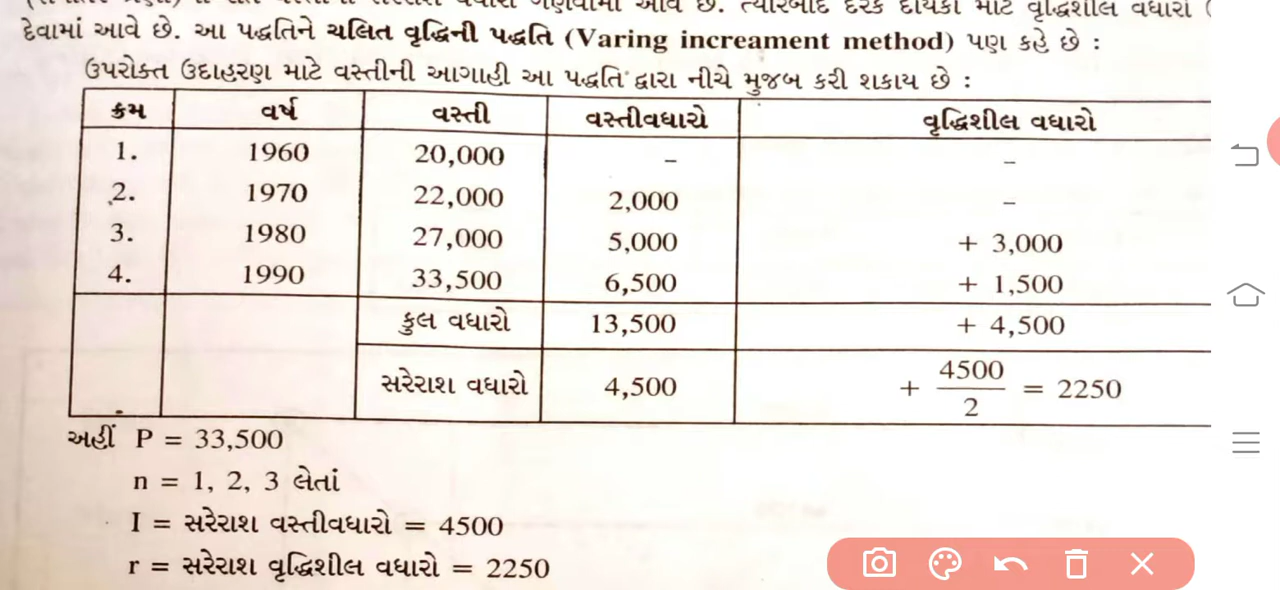 દેવામાં આવે છે. આ પદ્ધતિને ચલિત વૃદ્ધિની પદ્ધતિ (Varing increament method) પણ કહે છે :
ઉપરોક્ત ઉદાહરણ માટે વસ્તીની આગાહી આ પદ્ધતિ દ્વારા નીચે મુજબ કરી શકાય છે :
ક્રમ વર્ષ વસ્તી વસ્તીવધારો વૃદ્ધિશીલ વધારો
1. 1960 20,000 – –
2. 1970 22,000 2,000 –
3. 1980 27,000 5,000 + 3,000
4. 1990 33,500 6,500 + 1,500
કુલ વધારો 13,500 + 4,500
સરેરાશ વધારો 4,500 + 4500/2 = 2250
અહીં P = 33,500
n = 1, 2, 3 લેતાં
I = સરેરાશ વસ્તીવધારો = 4500
r = સરેરાશ વૃદ્ધિશીલ વધારો = 2250